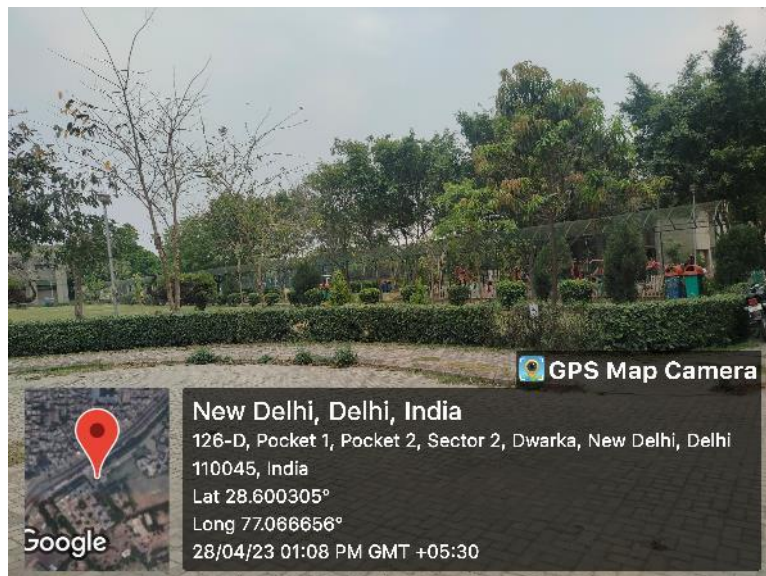 GPS Map Camera
New Delhi, Delhi, India
126-D, Pocket 1, Pocket 2, Sector 2, Dwarka, New Delhi, Delhi
110045, India
Lat 28.600305°
Long 77.066656°
28/04/23 01:08 PM GMT +05:30
Google